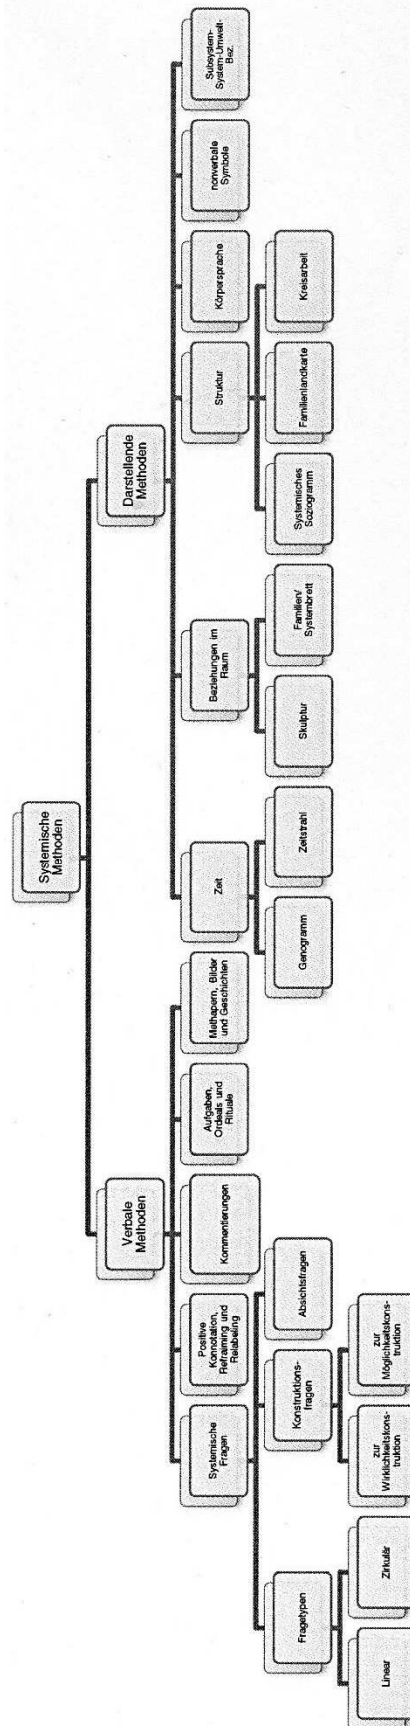 Systemische
Methoden
Verbale
Methoden
Darstellende
Methoden
Systemische
Fragen
Positive
Konnotation,
Refraiming und
Relabeling
Kommentierungen
Aufgaben,
Ordeals und
Rituale
Methapern, Bilder
und Geschichten
Zeit
Beziehungen im
Raum
Struktur
Körpersprache
nonverbale
Symbole
Subsystem-
System-Umwelt-
Bez.
Fragetypen
Konstruktions-
fragen
Absichtsfragen
Genogramm
Zeitstrahl
Skulptur
Familien/
Systembrett
Systemisches
Soziogramm
Familienlandkarte
Kreisarbeit
Linear
Zirkulär
zur
Wirklichkeitskons-
truktion
zur
Möglichkeitskons-
truktion